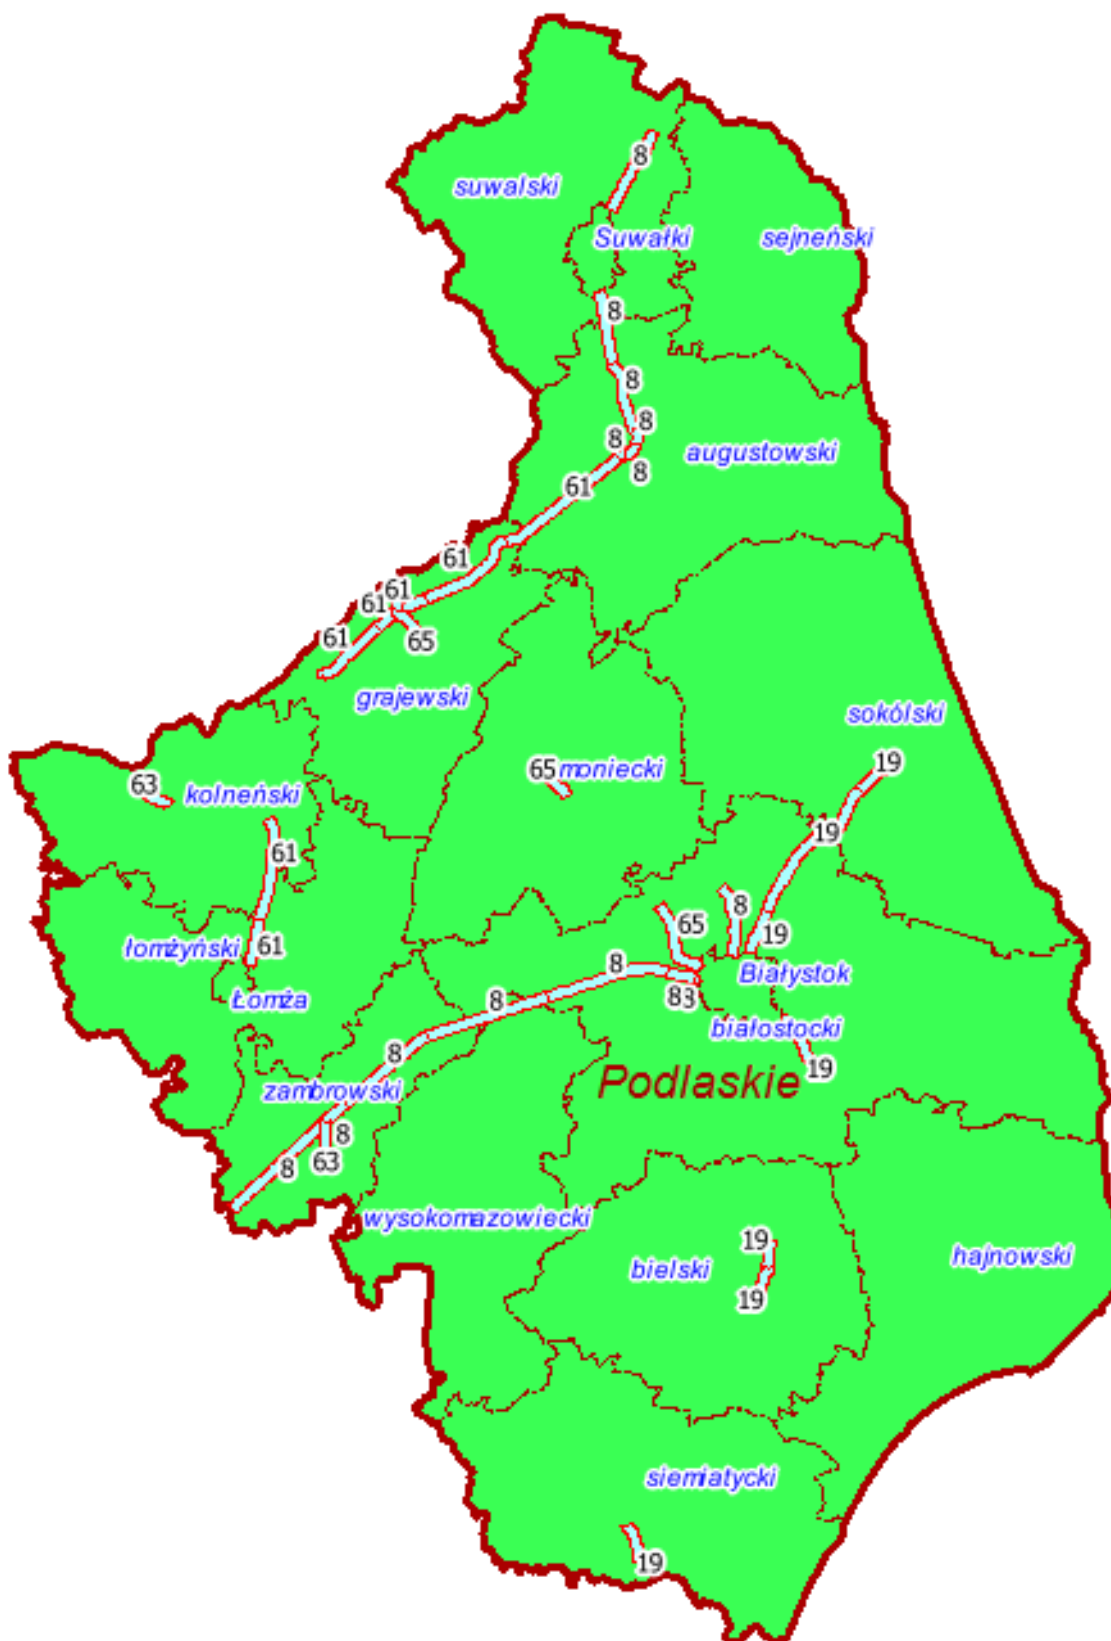 8
suwalski
Suwałki
sejneński
8
8
8
8
augustowski
8
61
61
61
61
61
65
grajewski
sokólski
19
65
moniecki
63
kolneński
19
61
8
65
19
łomżyński
61
8
Białystok
Łomża
8
8
białostocki
8
19
zambrowski
Podlaskie
8
63
8
wysokomazowiecki
19
bielski
hajnowski
19
siemiatycki
19